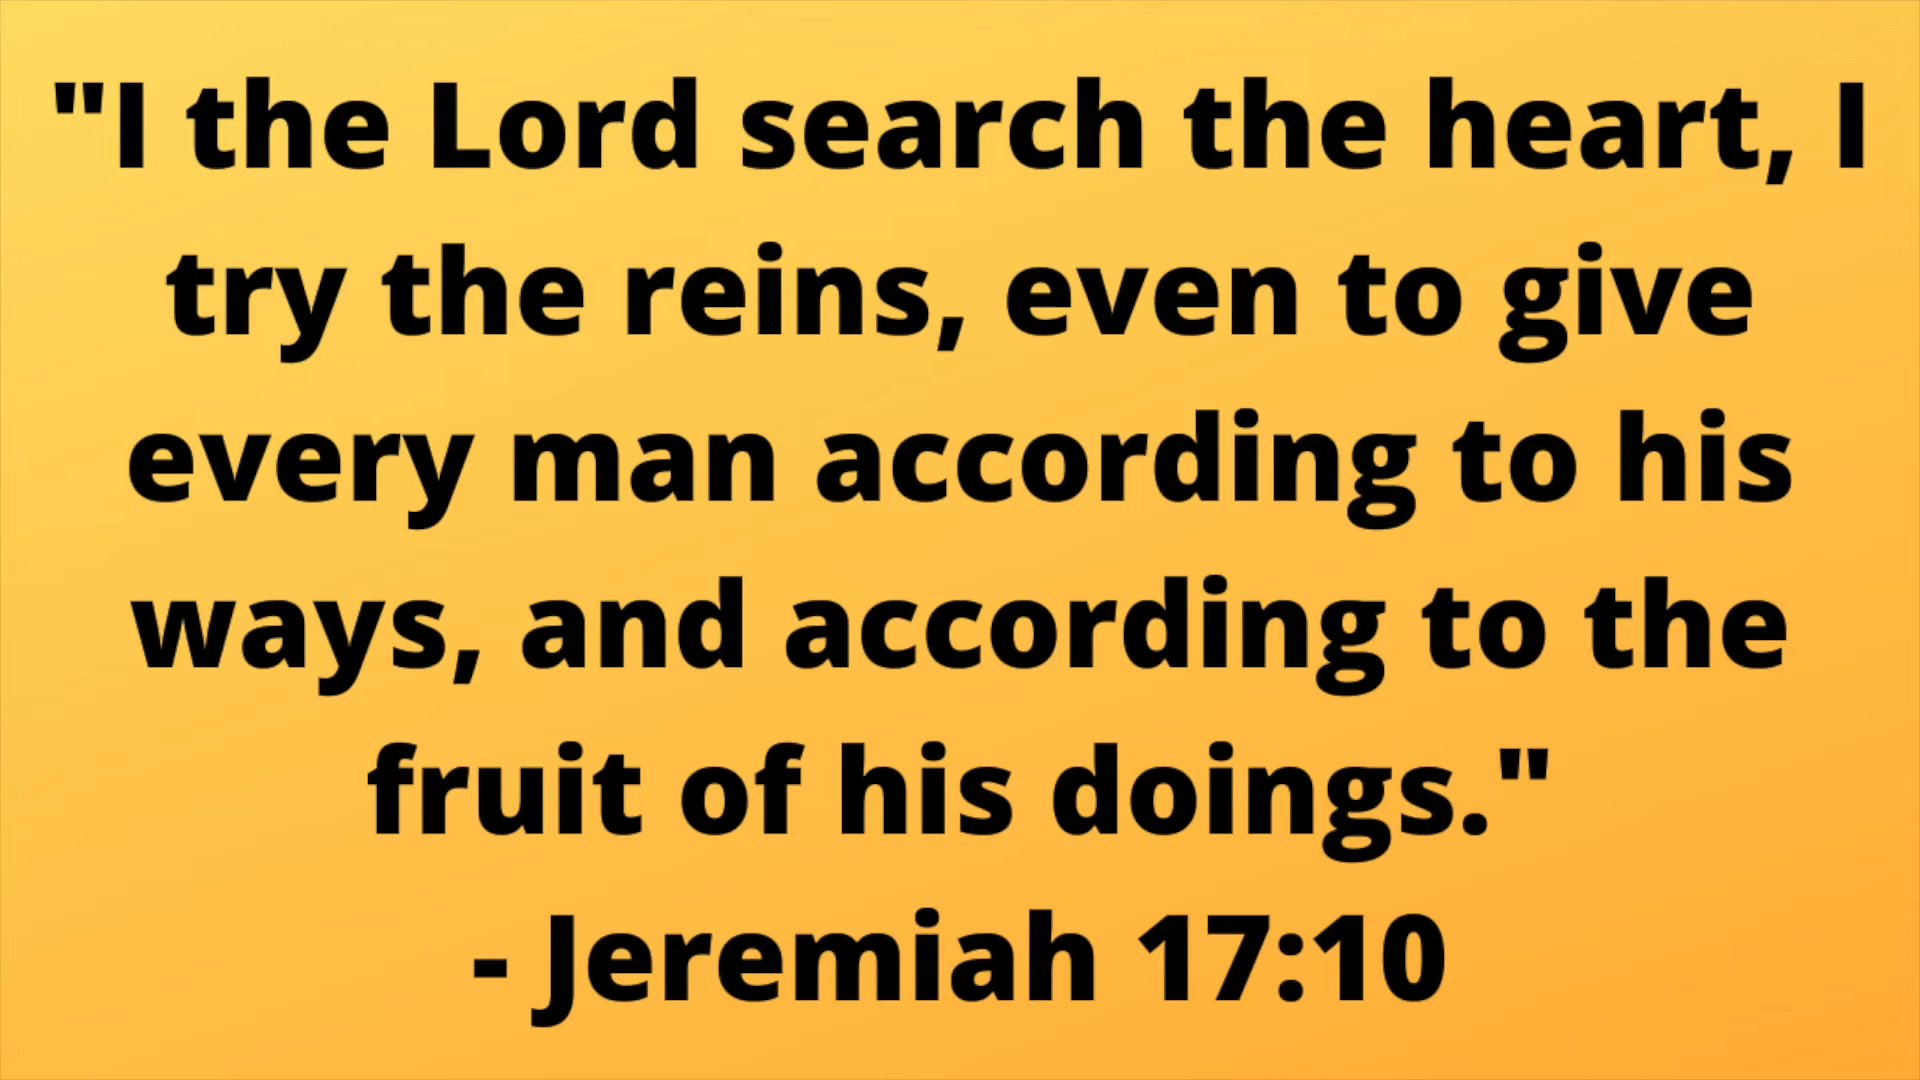 "I the Lord search the heart, I
try the reins, even to give
every man according to his
ways, and according to the
fruit of his doings."
- Jeremiah 17:10